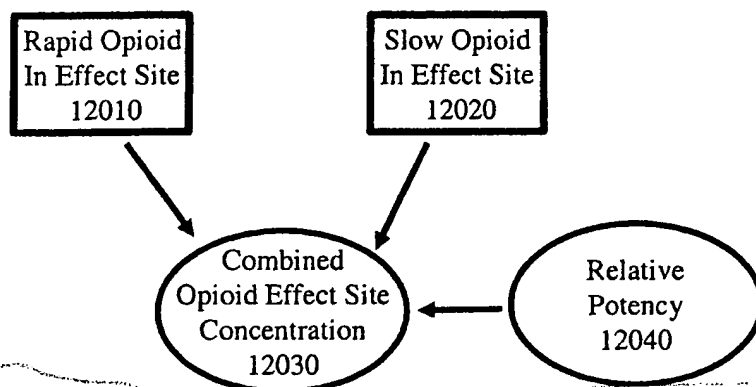 Rapid Opioid
In Effect Site
12010
Slow Opioid
In Effect Site
12020
Combined
Opioid Effect Site
Concentration
12030
Relative
Potency
12040